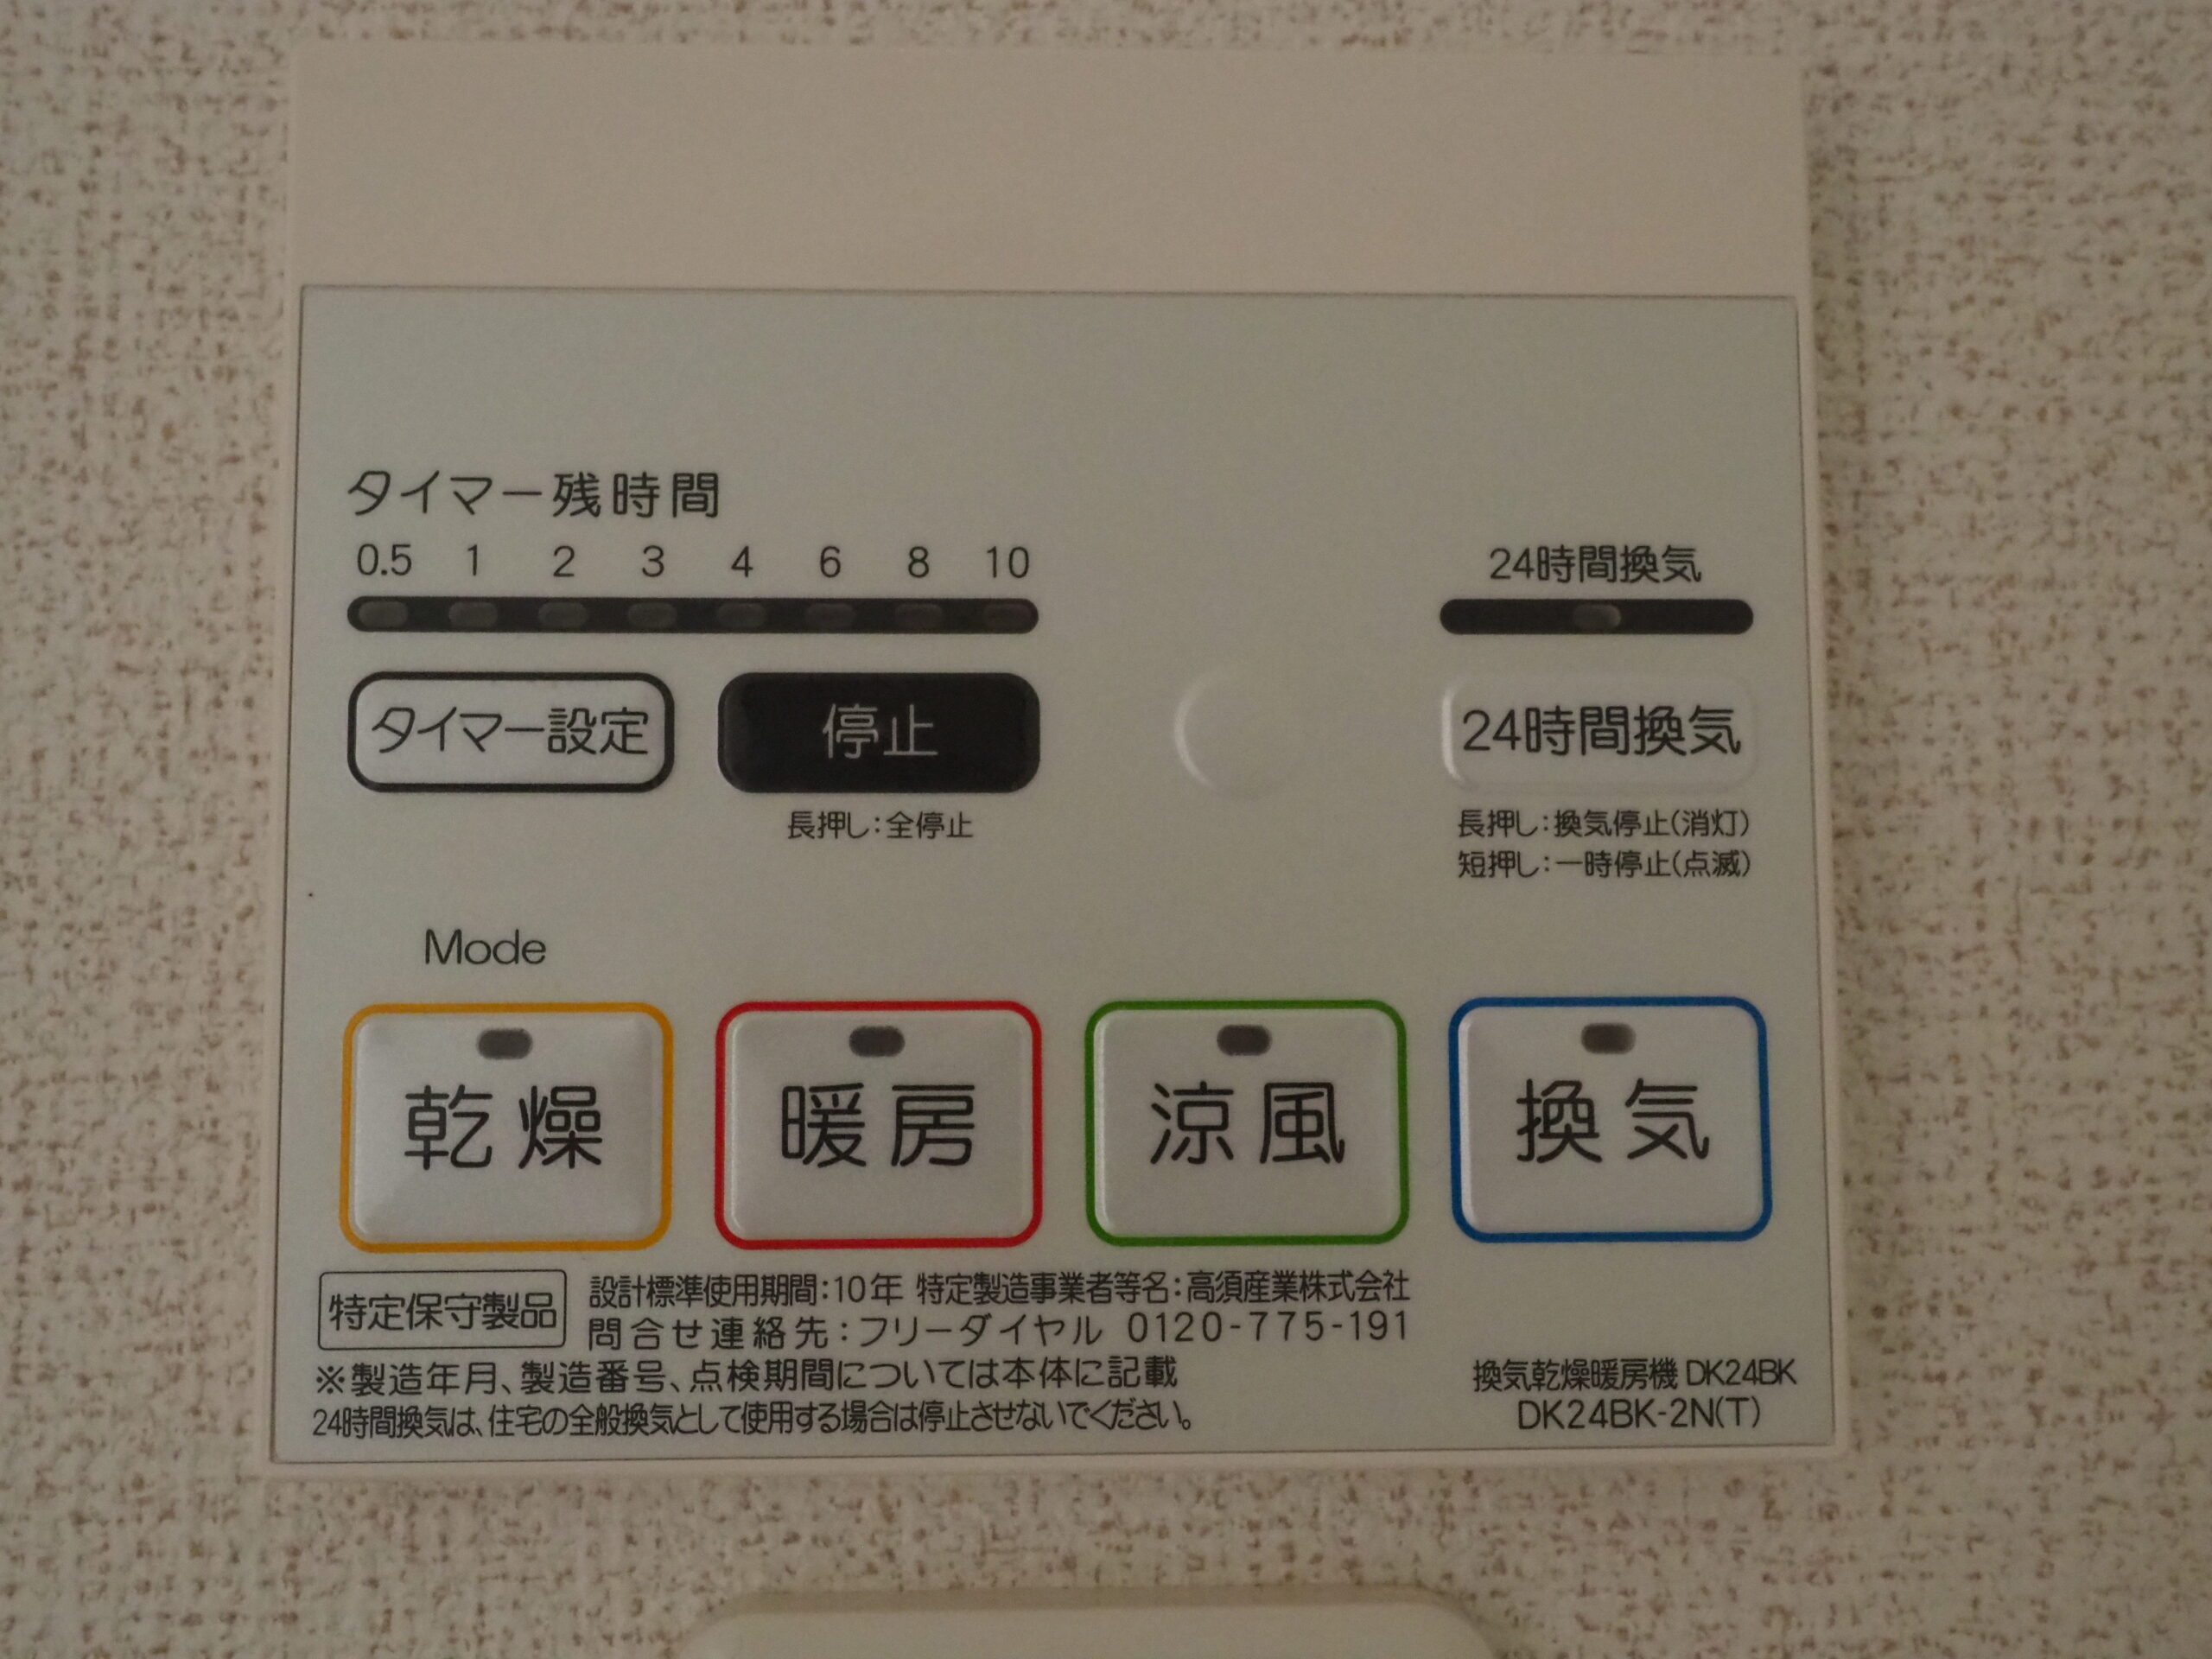 タイマー残時間
0.5 1 2 3 4 6 8 10
24時間換気
タイマー設定
停止
24時間換気
長押し:全停止
長押し:換気停止(消灯)
短押し:一時停止(点滅)
Mode
乾燥
暖房
涼風
換気
特定保守製品
設計標準使用期間:10年 特定製造事業者等名:高須産業株式会社
問合せ連絡先:フリーダイヤル 0120-775-191
※製造年月、製造番号、点検期間については本体に記載
24時間換気は、住宅の全般換気として使用する場合は停止させないでください。
換気乾燥暖房機 DK24BK
DK24BK-2N(T)